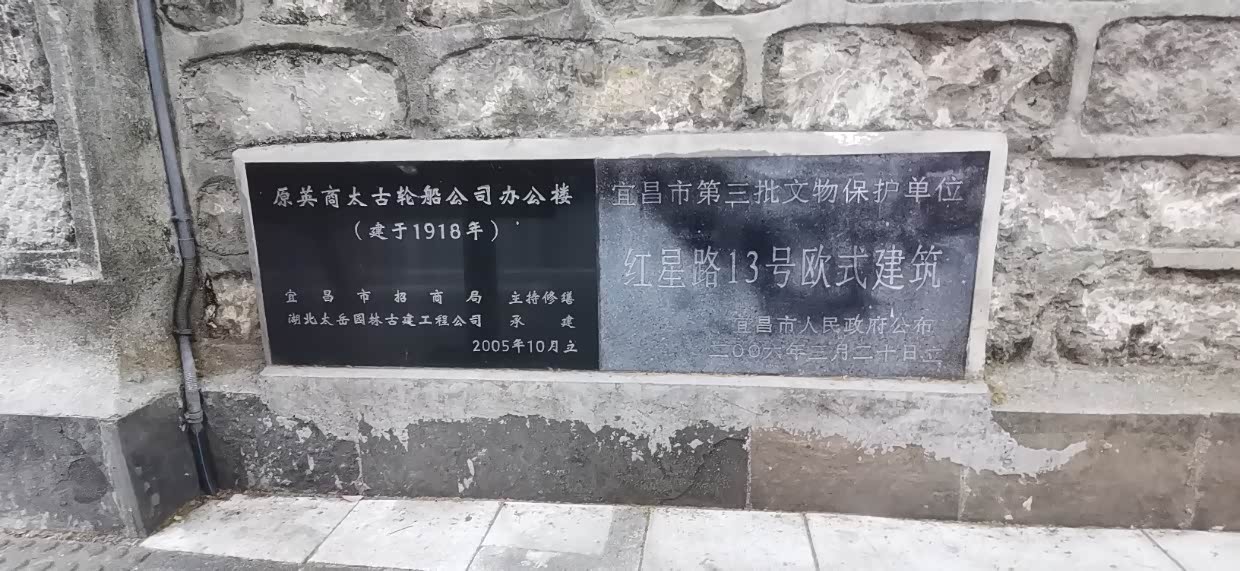 原英商太古轮船公司办公楼
（建于1918年）
宜昌市招商局 主持修缮
湖北太岳园林古建工程公司 承建
2005年10月立
宜昌市第三批文物保护单位
红星路13号欧式建筑
宜昌市人民政府公布
二〇〇六年三月二十日立